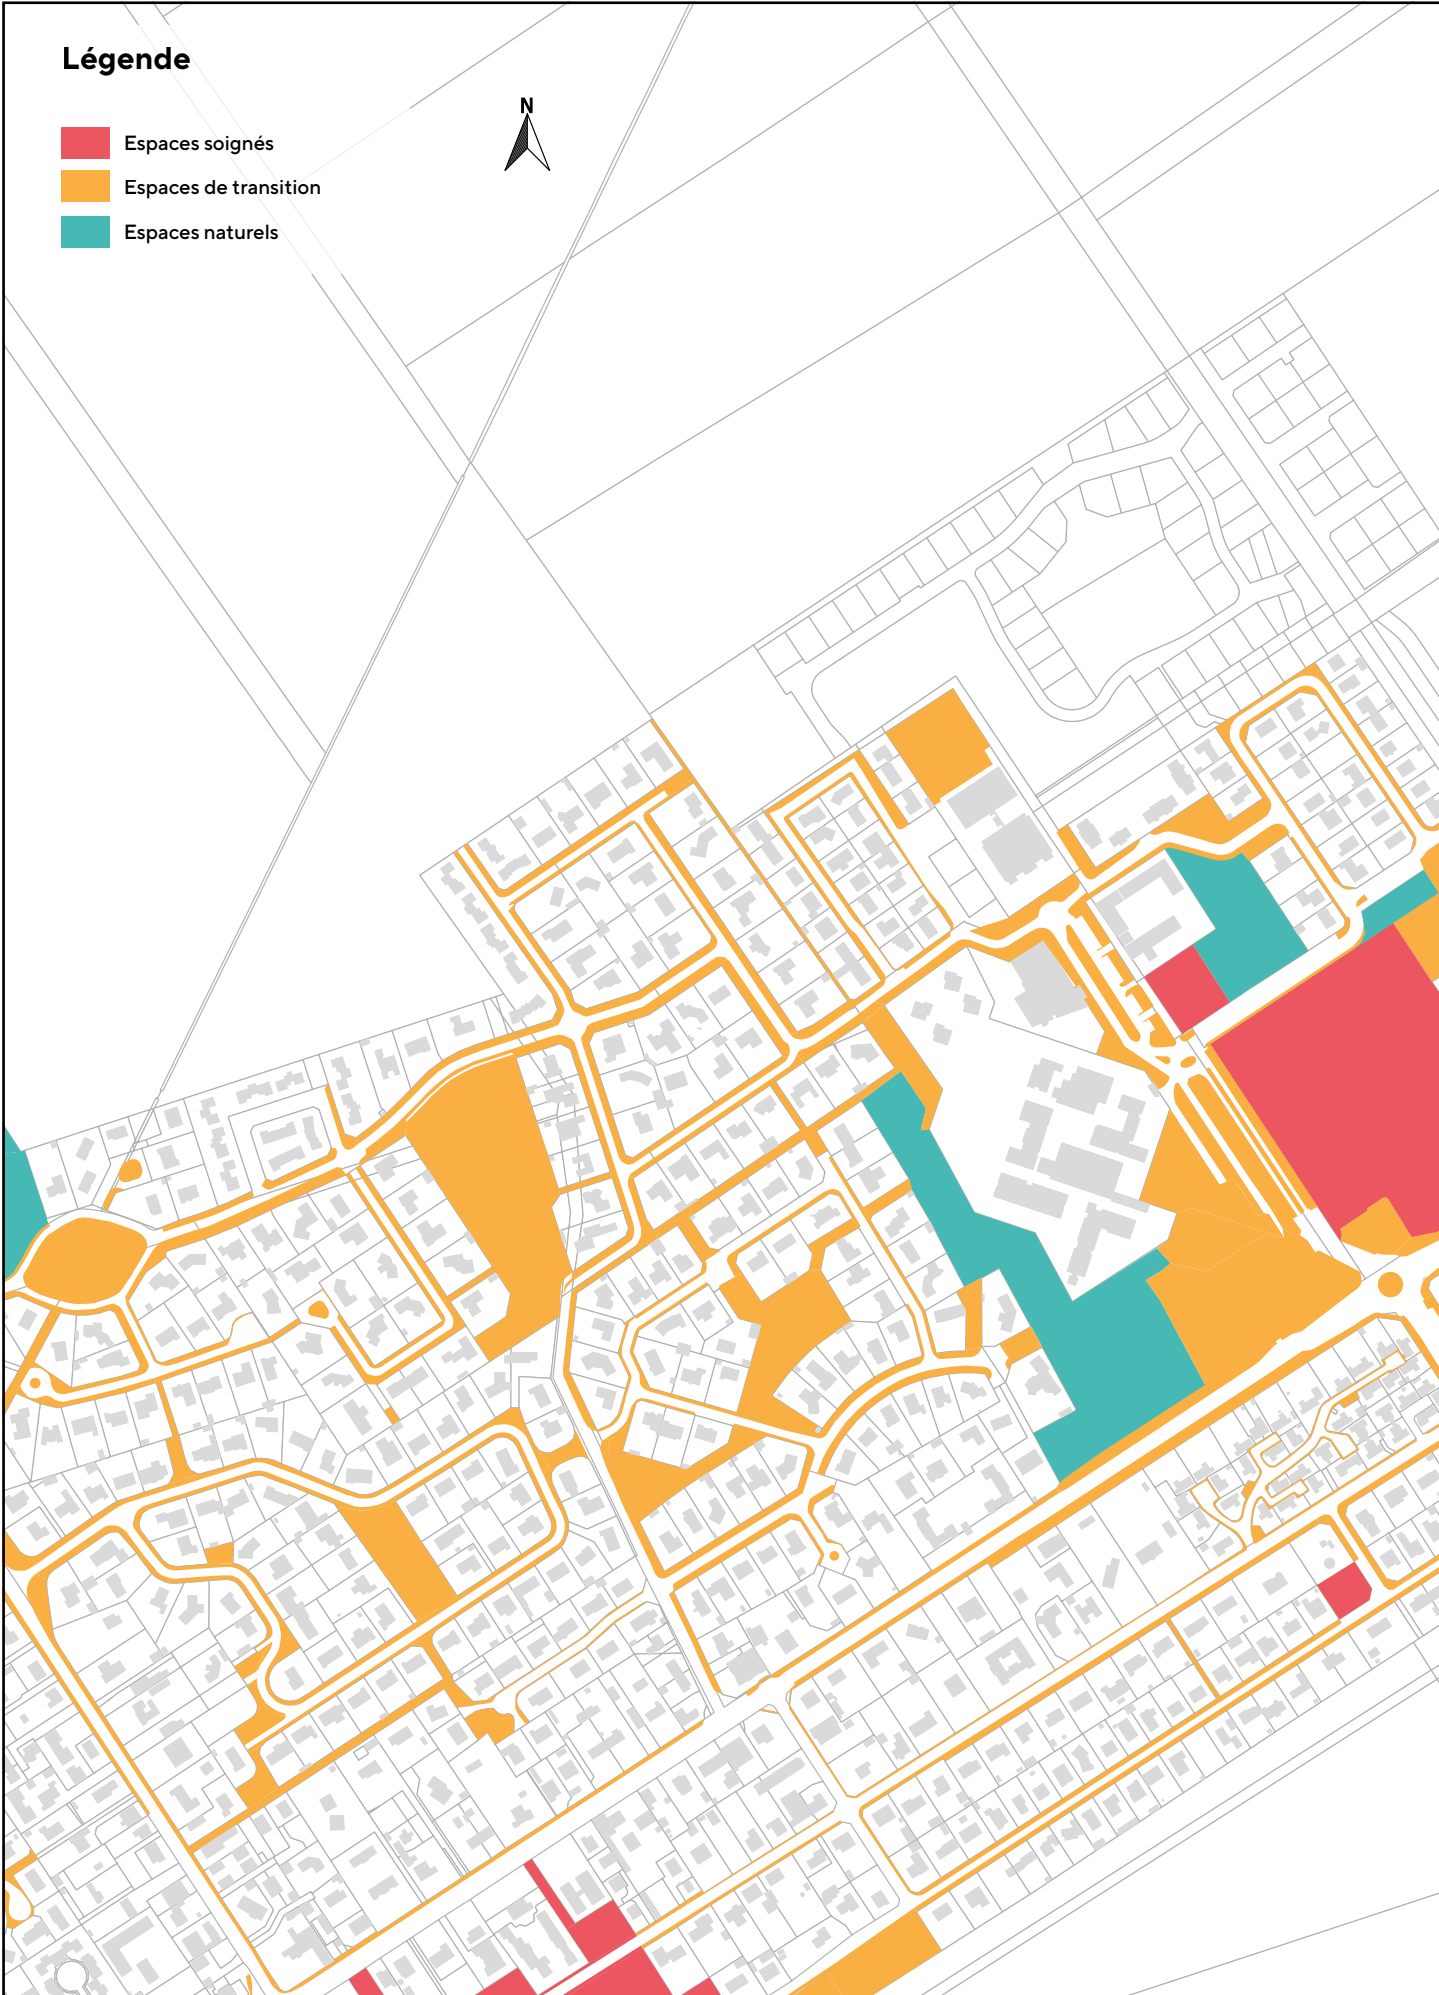 Légende
N
Espaces soignés
Espaces de transition
Espaces naturels